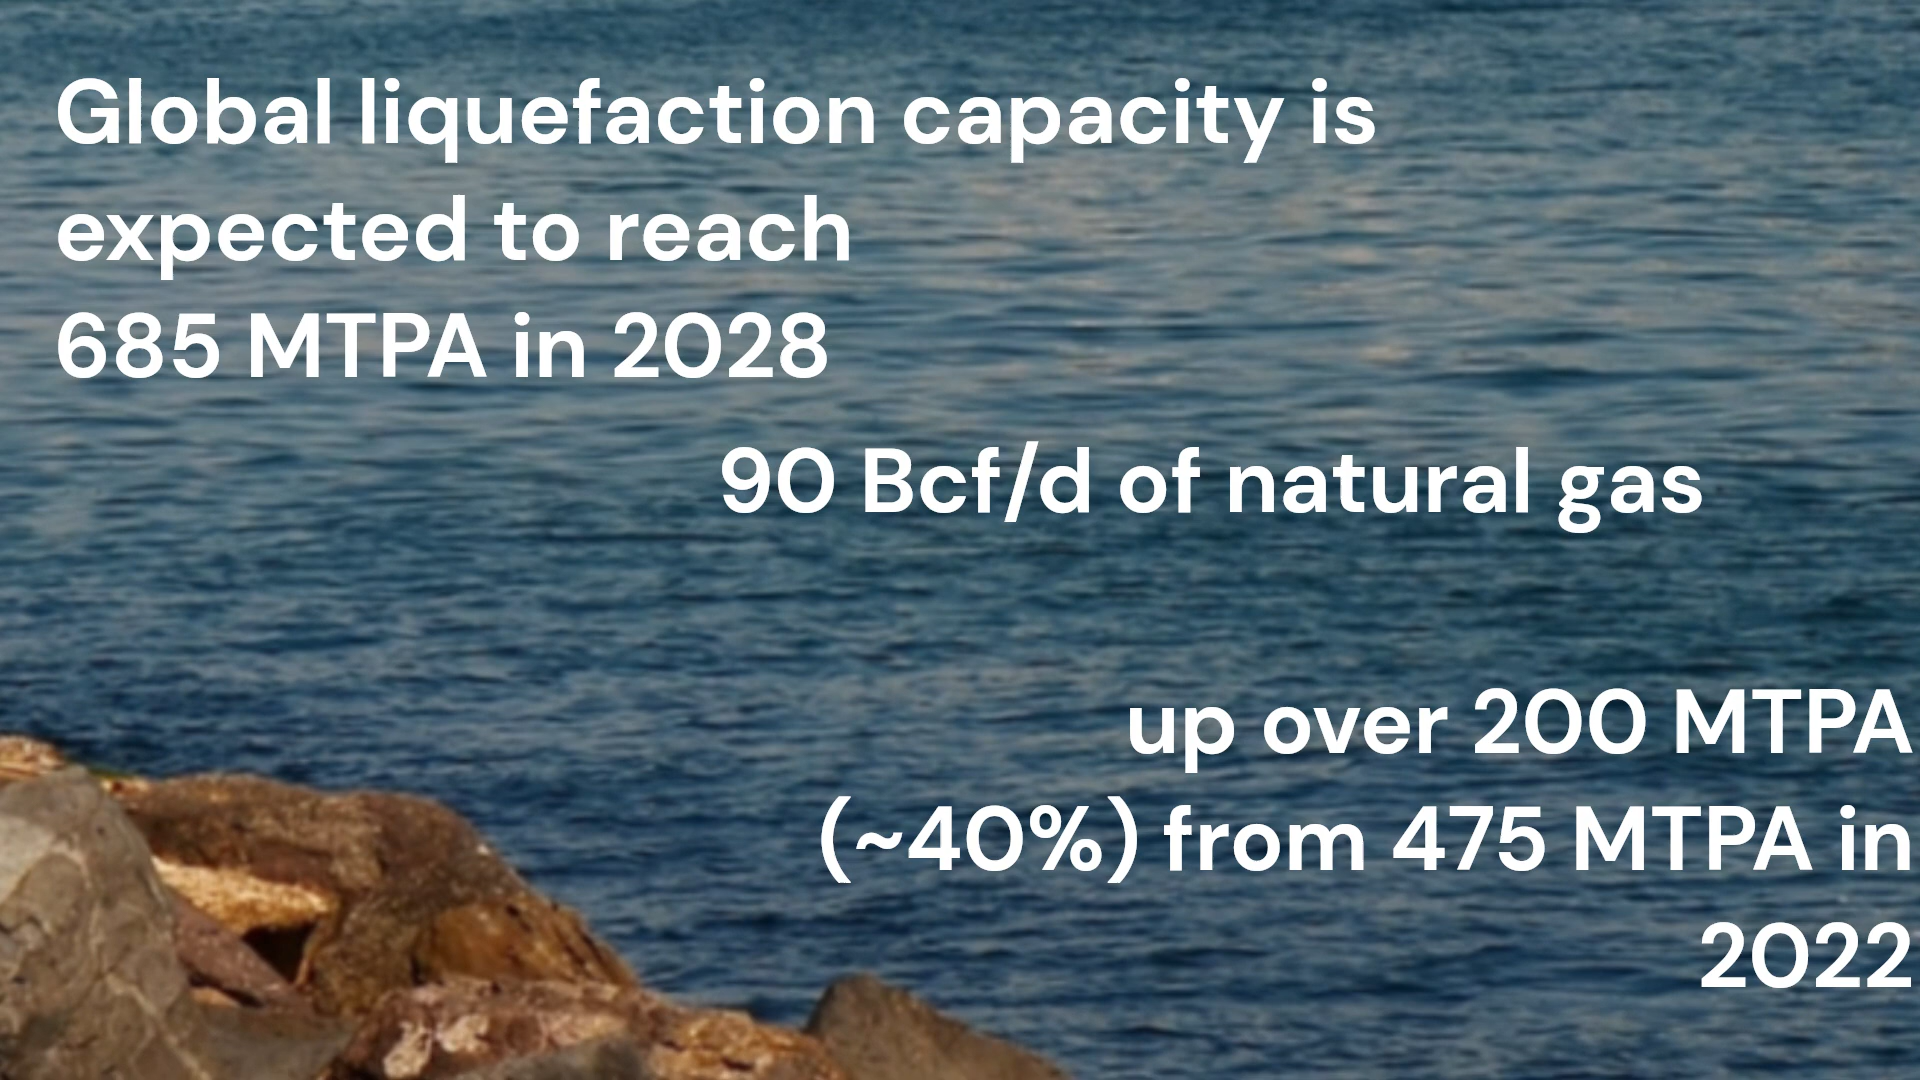 Global liquefaction capacity is
expected to reach
685 MTPA in 2028
90 Bcf/d of natural gas
up over 200 MTPA
(~40%) from 475 MTPA in
2022